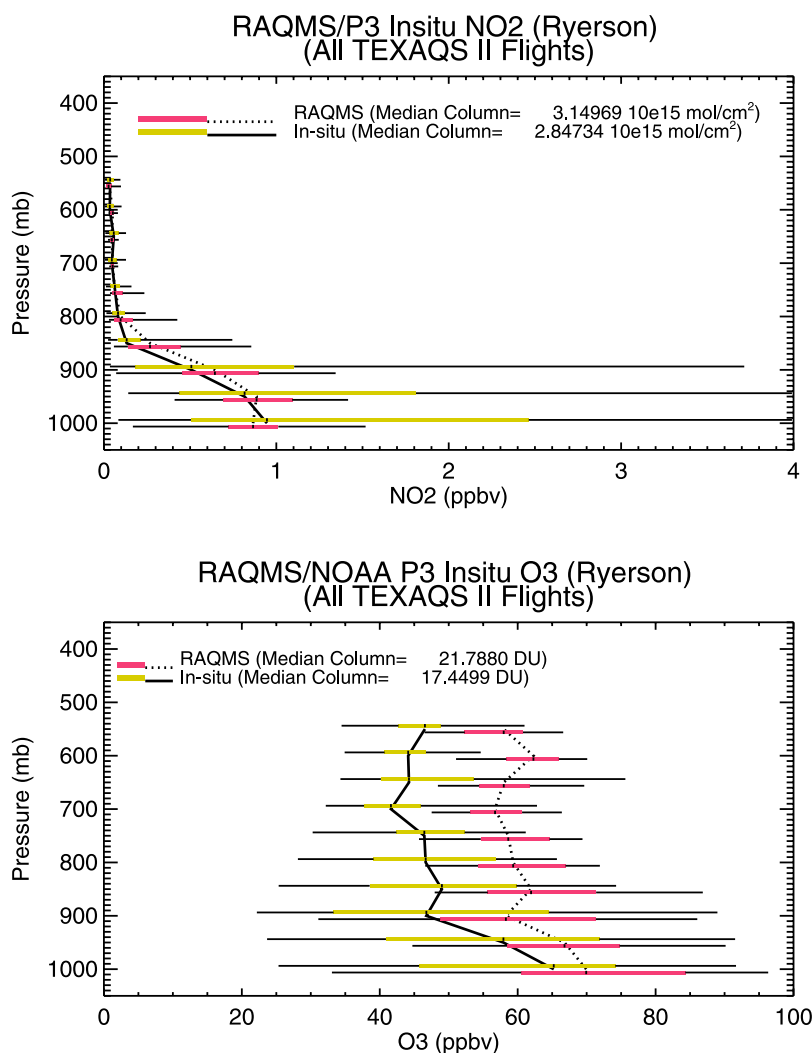 RAQMS/P3 Insitu NO2 (Ryerson)
(All TEXAQS II Flights)
RAQMS (Median Column= 3.14969 10e15 mol/cm²)
In-situ (Median Column= 2.84734 10e15 mol/cm²)
Pressure (mb)
400
500
600
700
800
900
1000
0 1 2 3 4
NO2 (ppbv)
RAQMS/NOAA P3 Insitu O3 (Ryerson)
(All TEXAQS II Flights)
RAQMS (Median Column= 21.7880 DU)
In-situ (Median Column= 17.4499 DU)
Pressure (mb)
400
500
600
700
800
900
1000
0 20 40 60 80 100
O3 (ppbv)